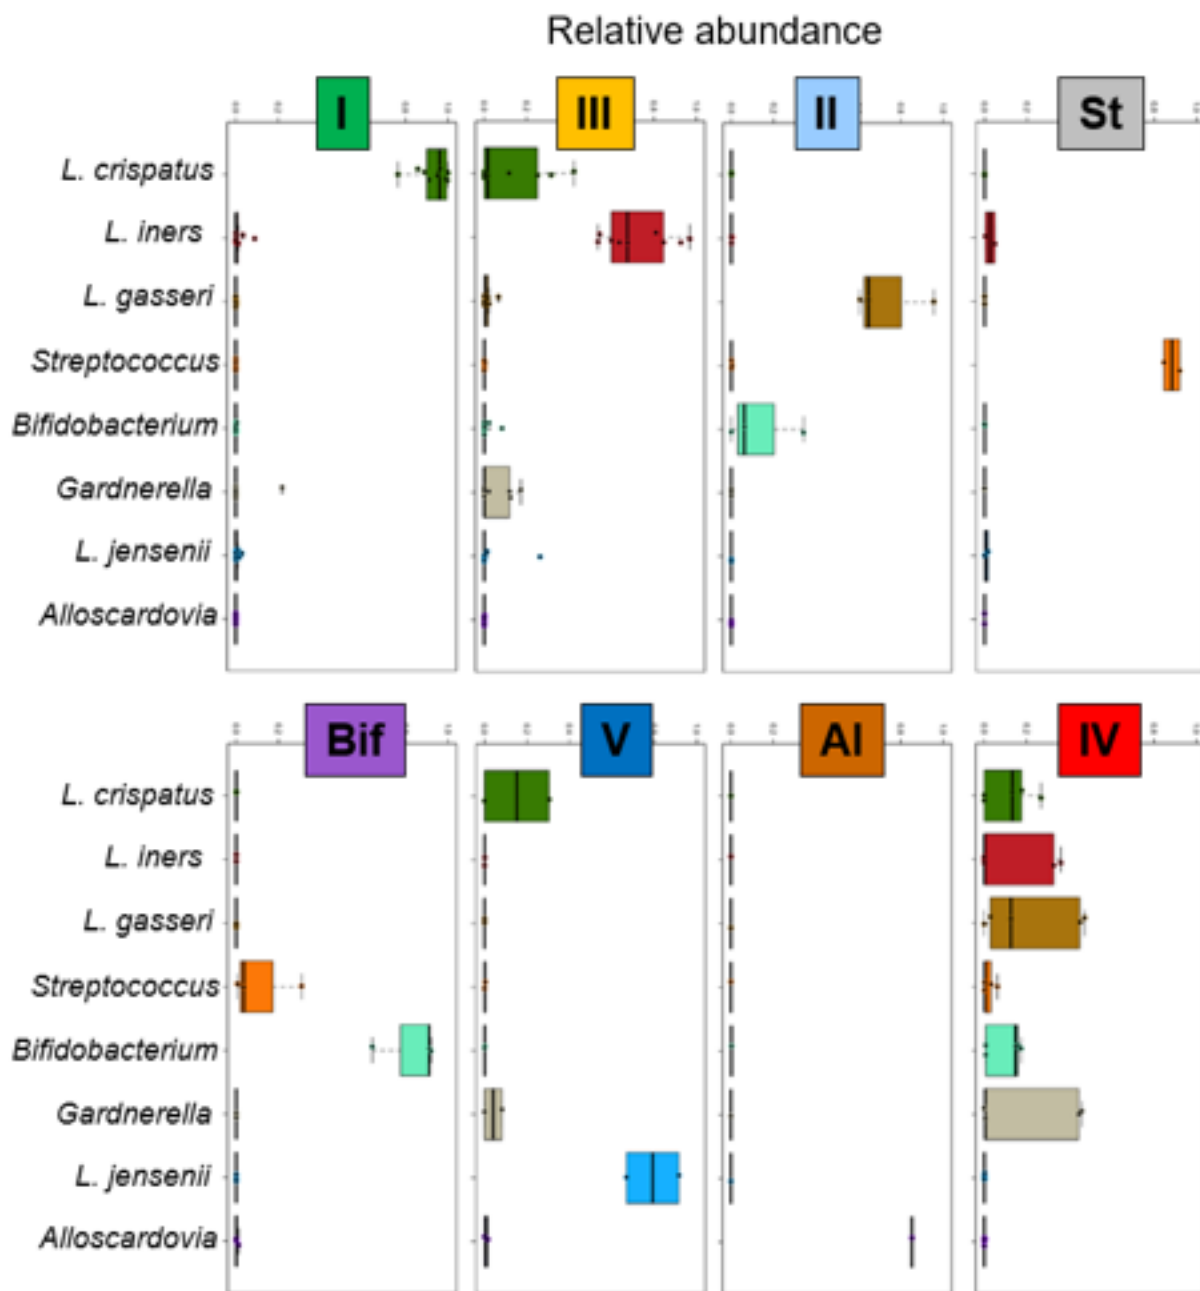 Relative abundance
I III II St
L. crispatus
L. iners
L. gasseri
Streptococcus
Bifidobacterium
Gardnerella
L. jensenii
Alloscardovia
Bif V Al IV
L. crispatus
L. iners
L. gasseri
Streptococcus
Bifidobacterium
Gardnerella
L. jensenii
Alloscardovia